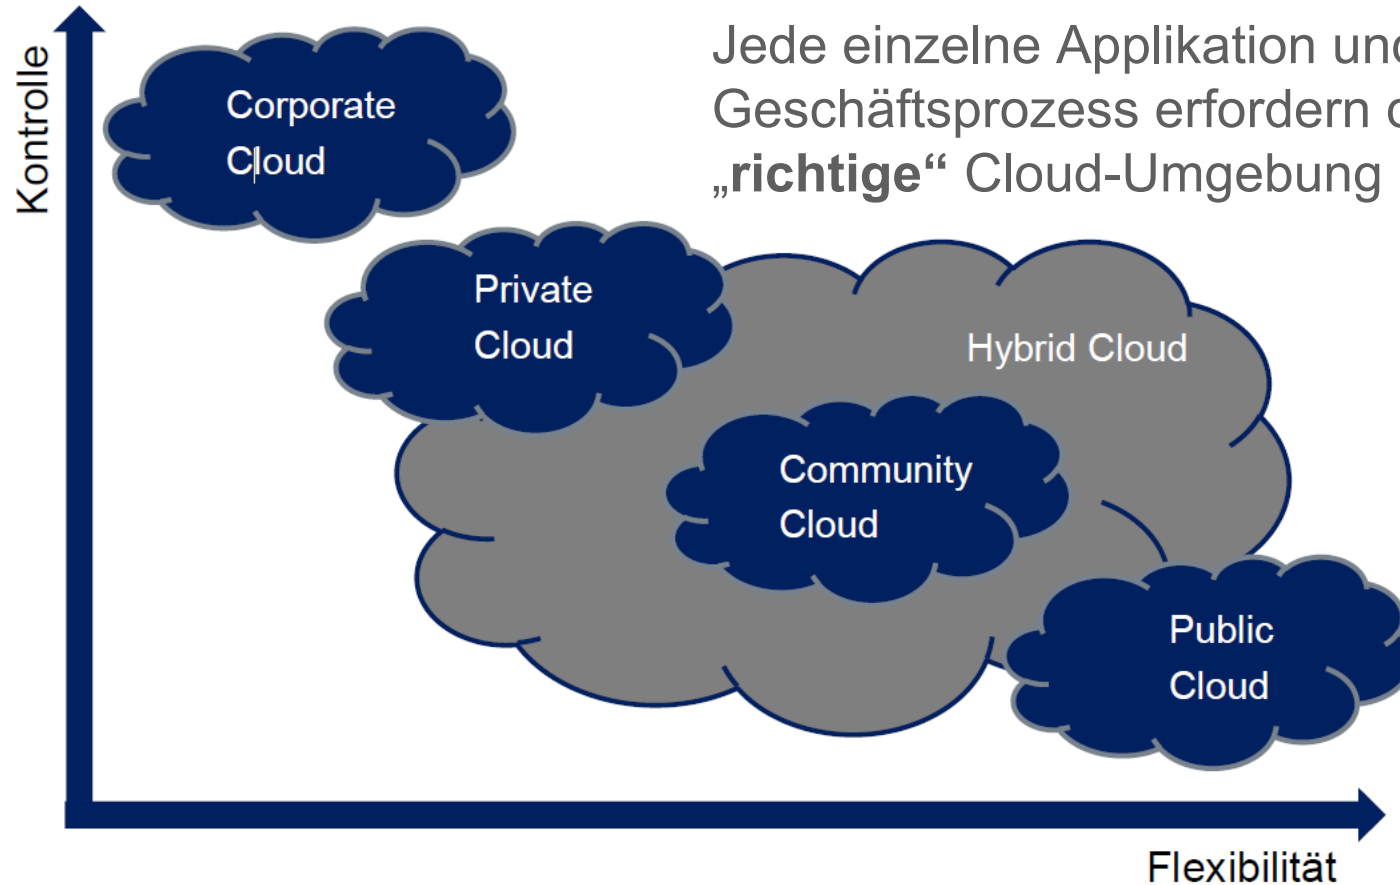 Kontrolle
Jede einzelne Applikation und
Geschäftsprozess erfordern
„richtige“ Cloud-Umgebung
Corporate
Cloud
Private
Cloud
Hybrid Cloud
Community
Cloud
Public
Cloud
Flexibilität